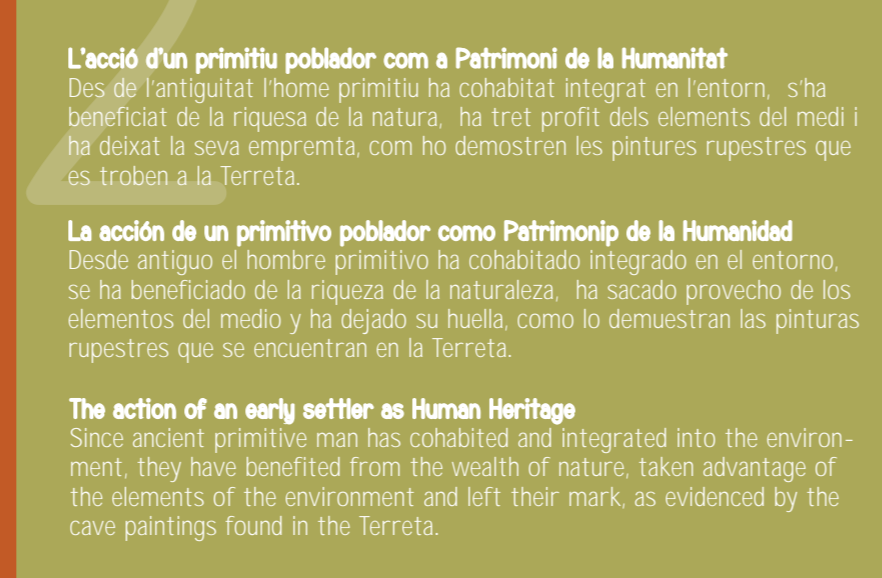 2
L'acció d'un primitiu poblador com a Patrimoni de la Humanitat
Des de l'antiguitat l'home primitiu ha cohabitat integrat en l'entorn, s'ha
beneficiat de la riquesa de la natura, ha tret profit dels elements del medi i
ha deixat la seva empremta, com ho demostren les pintures rupestres que
es troben a la Terreta.
La acción de un primitivo poblador como Patrimonip de la Humanidad
Desde antiguo el hombre primitivo ha cohabitado integrado en el entorno,
se ha beneficiado de la riqueza de la naturaleza, ha sacado provecho de los
elementos del medio y ha dejado su huella, como lo demuestran las pinturas
rupestres que se encuentran en la Terreta.
The action of an early settler as Human Heritage
Since ancient primitive man has cohabited and integrated into the environ-
ment, they have benefited from the wealth of nature, taken advantage of
the elements of the environment and left their mark, as evidenced by the
cave paintings found in the Terreta.